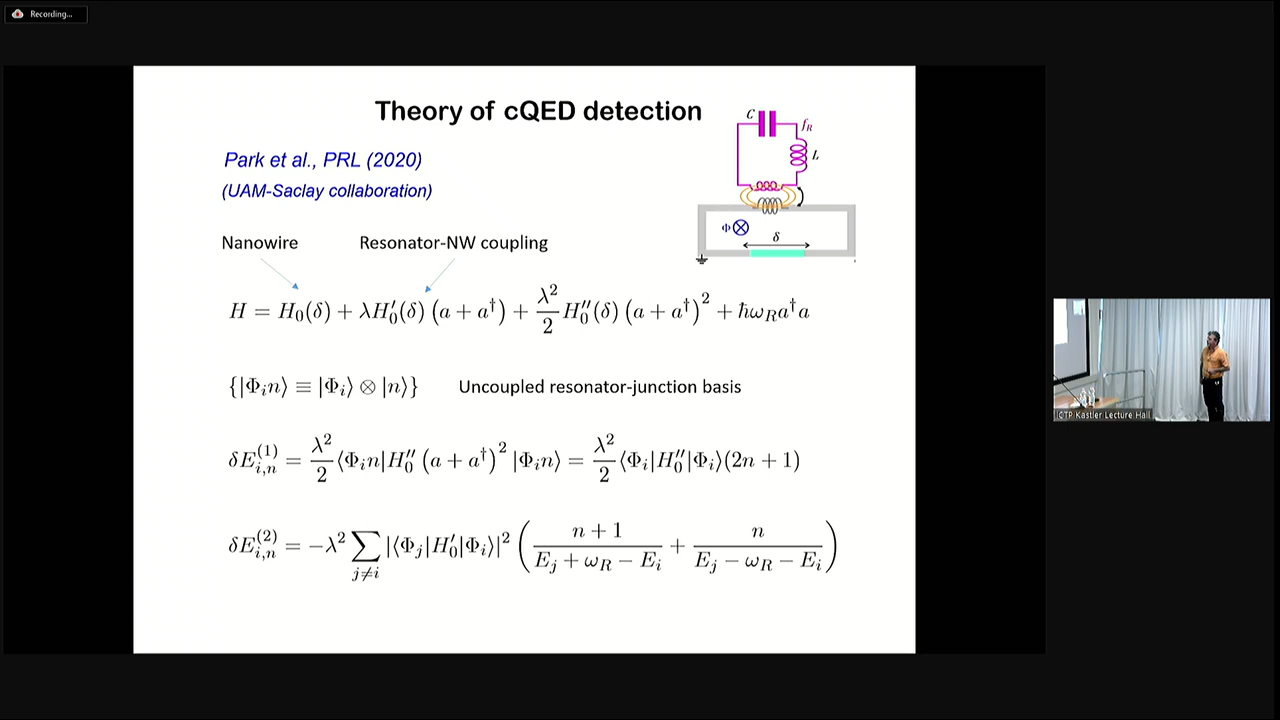 Recording...
Theory of cQED detection
Park et al., PRL (2020)
(UAM-Saclay collaboration)
C
f_R
L
Φ
δ
Nanowire
Resonator-NW coupling
H = H₀(δ) + λH₀′(δ) (a + a†) + λ²/2 H₀″(δ) (a + a†)² + ħω_R a†a
{|Φᵢn⟩ ≡ |Φᵢ⟩ ⊗ |n⟩}
Uncoupled resonator-junction basis
δE_{i,n}^{(1)} = λ²/2 ⟨Φᵢn|H₀″ (a + a†)² |Φᵢn⟩ = λ²/2 ⟨Φᵢ|H₀″|Φᵢ⟩(2n + 1)
δE_{i,n}^{(2)} = −λ² ∑_{j≠i} |⟨Φⱼ|H₀′|Φᵢ⟩|² ( (n + 1)/(Eⱼ + ω_R − Eᵢ) + n/(Eⱼ − ω_R − Eᵢ) )
ICTP Kastler Lecture Hall